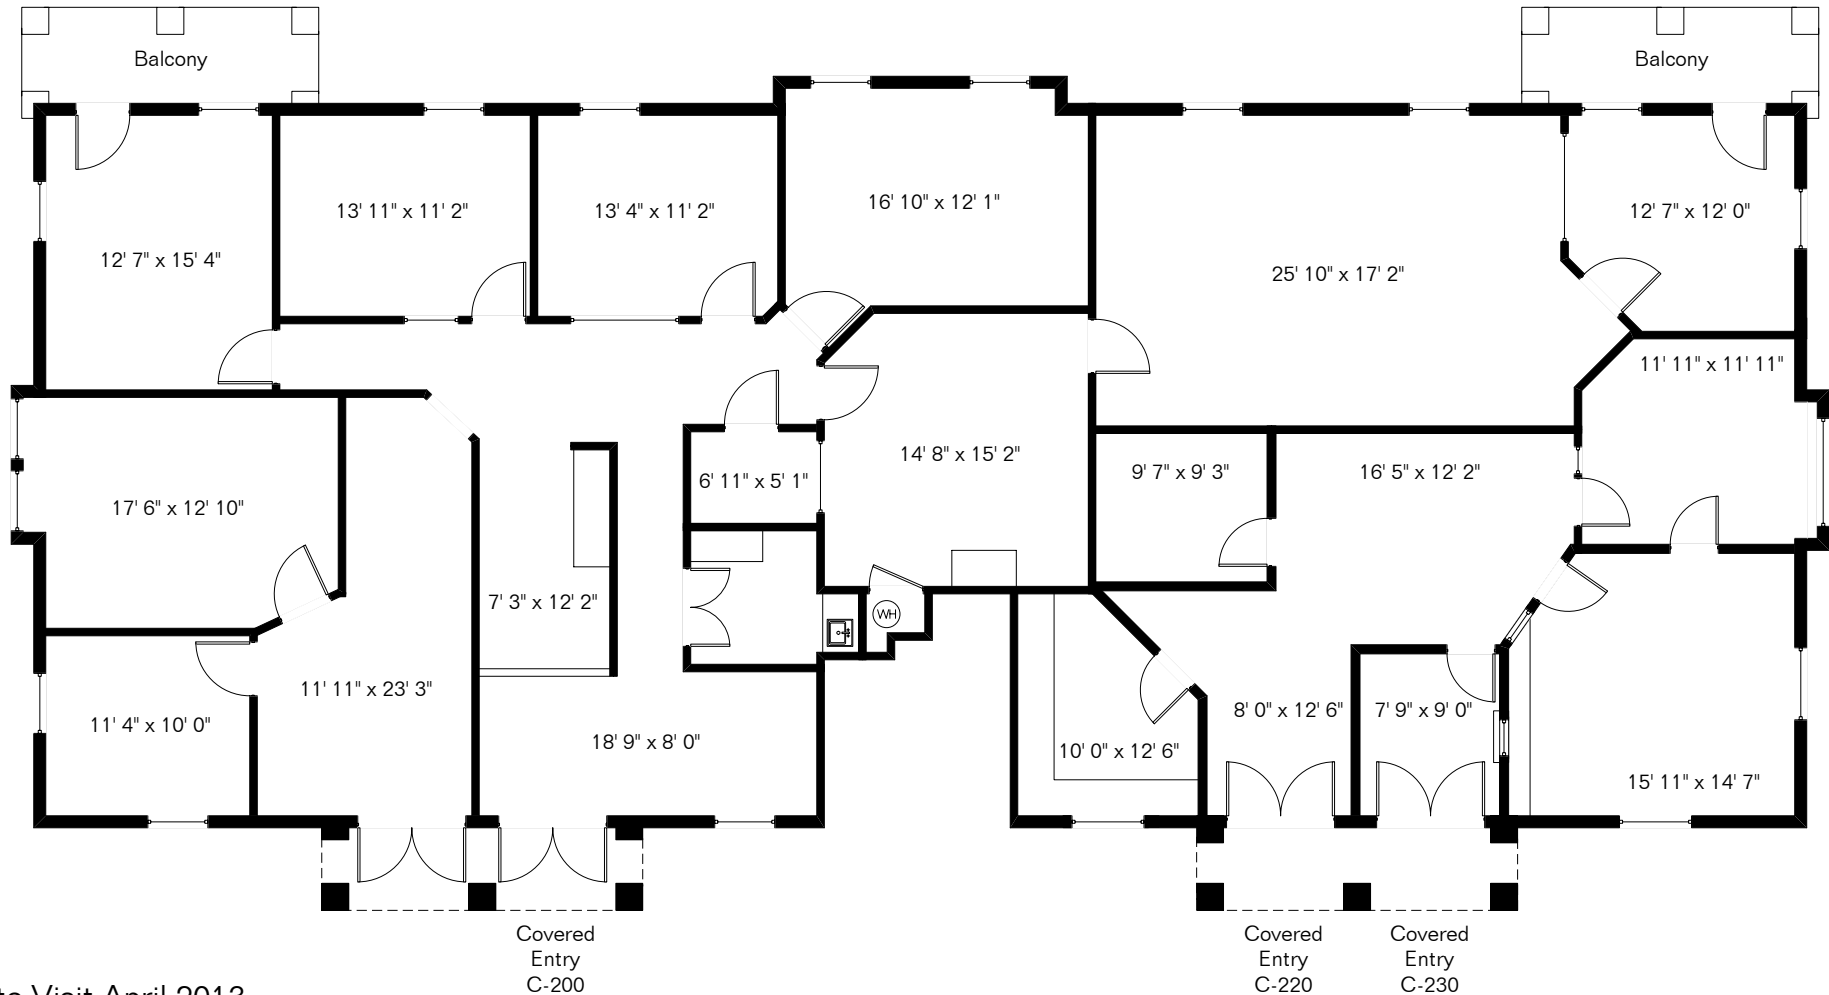 Balcony
Balcony
13' 11" x 11' 2"
13' 4" x 11' 2"
16' 10" x 12' 1"
12' 7" x 12' 0"
12' 7" x 15' 4"
25' 10" x 17' 2"
11' 11" x 11' 11"
14' 8" x 15' 2"
6' 11" x 5' 1"
9' 7" x 9' 3"
16' 5" x 12' 2"
17' 6" x 12' 10"
7' 3" x 12' 2"
WH
11' 11" x 23' 3"
11' 4" x 10' 0"
18' 9" x 8' 0"
8' 0" x 12' 6"
7' 9" x 9' 0"
10' 0" x 12' 6"
15' 11" x 14' 7"
Covered
Entry
C-200
Covered
Entry
C-220
Covered
Entry
C-230
Visit April 2013